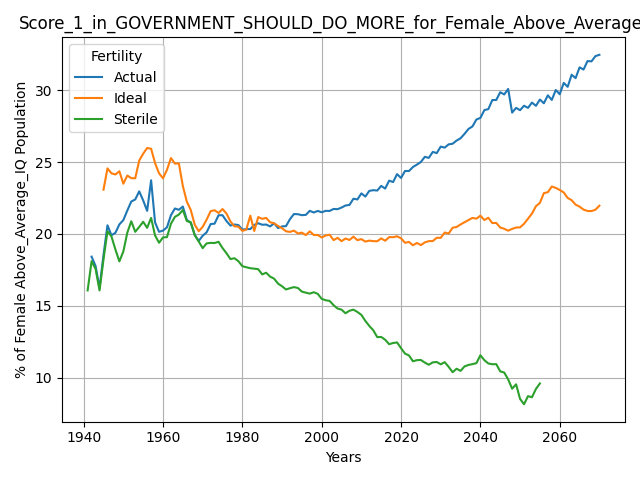 Score_1_in_GOVERNMENT_SHOULD_DO_MORE_for_Female_Above_Average
Fertility
Actual
Ideal
Sterile
% of Female Above_Average_IQ Population
30
25
20
15
10
1940 1960 1980 2000 2020 2040 2060
Years